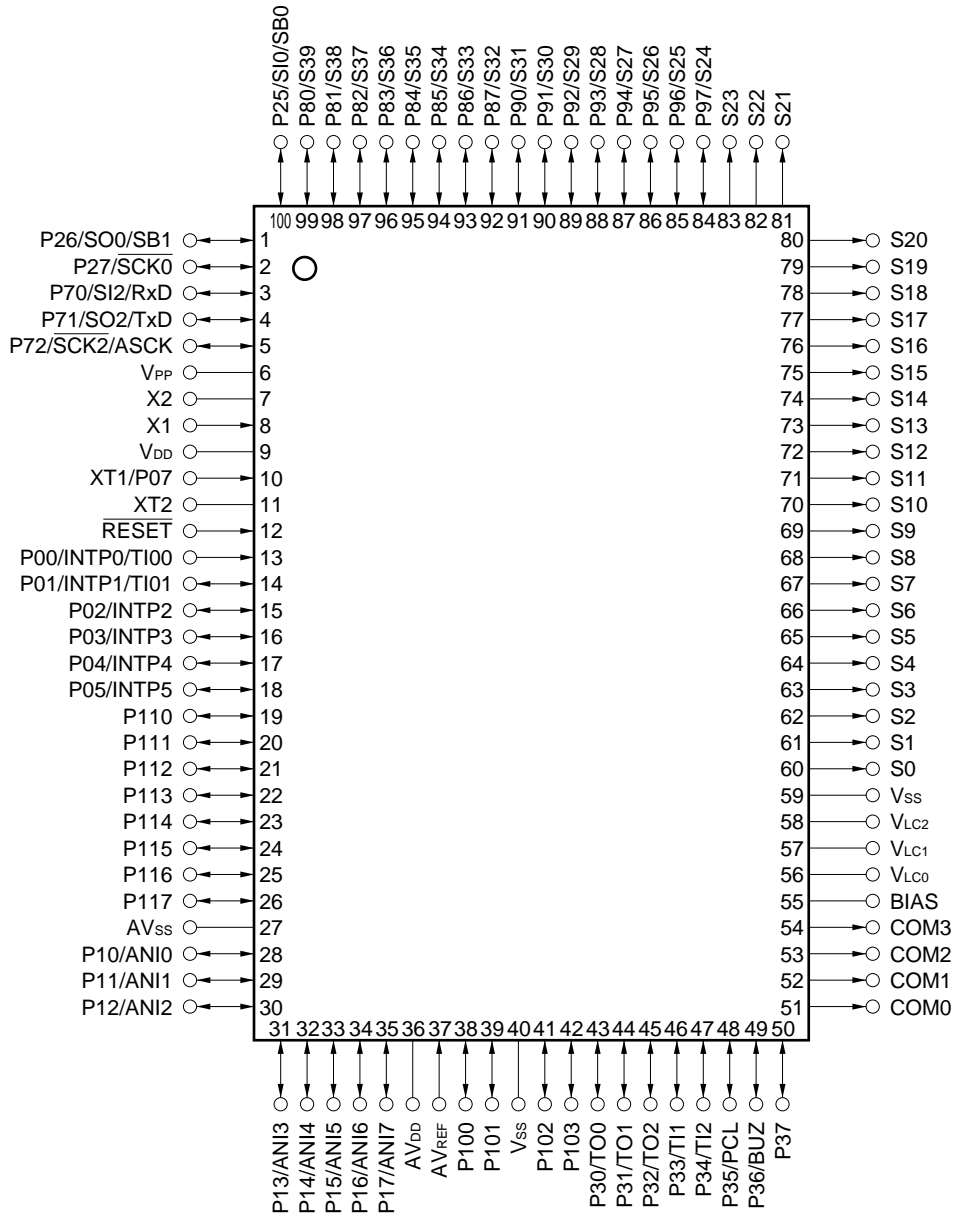 P25/SI0/SB0
P80/S39
P81/S38
P82/S37
P83/S36
P84/S35
P85/S34
P86/S33
P87/S32
P90/S31
P91/S30
P92/S29
P93/S28
P94/S27
P95/S26
P96/S25
P97/S24
S23
S22
S21
100 99 98 97 96 95 94 93 92 91 90 89 88 87 86 85 84 83 82 81
P26/SO0/SB1 1 80 S20
P27/SCK0 2 79 S19
P70/SI2/RxD 3 78 S18
P71/SO2/TxD 4 77 S17
P72/SCK2/ASCK 5 76 S16
VPP 6 75 S15
X2 7 74 S14
X1 8 73 S13
VDD 9 72 S12
XT1/P07 10 71 S11
XT2 11 70 S10
RESET 12 69 S9
P00/INTP0/TI00 13 68 S8
P01/INTP1/TI01 14 67 S7
P02/INTP2 15 66 S6
P03/INTP3 16 65 S5
P04/INTP4 17 64 S4
P05/INTP5 18 63 S3
P110 19 62 S2
P111 20 61 S1
P112 21 60 S0
P113 22 59 VSS
P114 23 58 VLC2
P115 24 57 VLC1
P116 25 56 VLC0
P117 26 55 BIAS
AVSS 27 54 COM3
P10/ANI0 28 53 COM2
P11/ANI1 29 52 COM1
P12/ANI2 30 51 COM0
31 32 33 34 35 36 37 38 39 40 41 42 43 44 45 46 47 48 49 50
P13/ANI3
P14/ANI4
P15/ANI5
P16/ANI6
P17/ANI7
AVDD
AVREF
P100
P101
VSS
P102
P103
P30/TO0
P31/TO1
P32/TO2
P33/TI1
P34/TI2
P35/PCL
P36/BUZ
P37